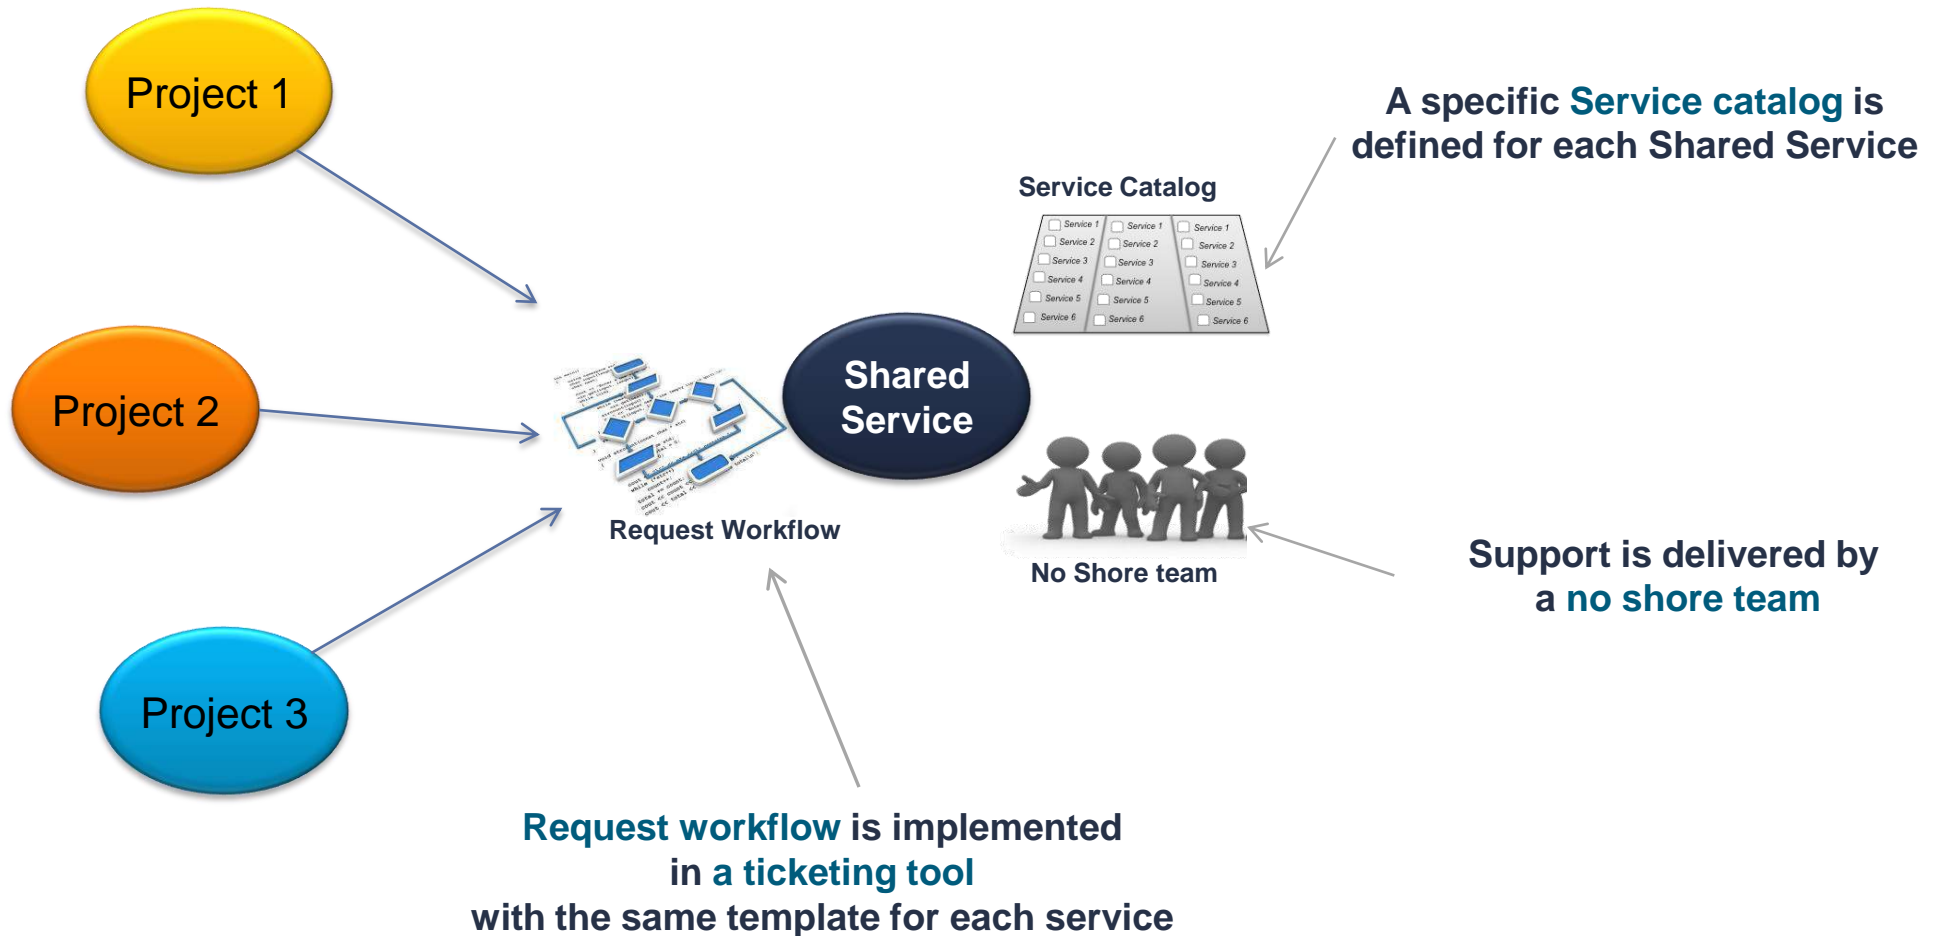 Project 1
A specific Service catalog is
defined for each Shared Service
Service Catalog
Service 1
Service 2
Service 3
Service 4
Service 5
Service 6
Service 1
Service 2
Service 3
Service 4
Service 5
Service 6
Service 1
Service 2
Service 3
Service 4
Service 5
Service 6
Project 2
Shared
Service
Request Workflow
No Shore team
Support is delivered by
a no shore team
Project 3
Request workflow is implemented
in a ticketing tool
with the same template for each service